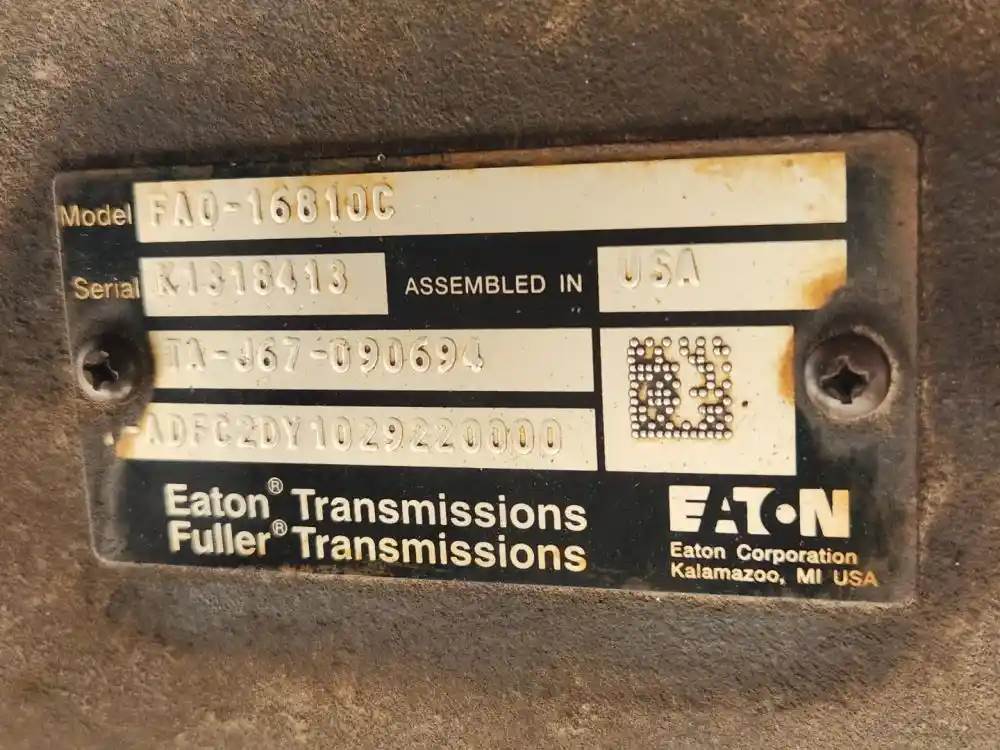 Model FAO-16810C
Serial K1318413 ASSEMBLED IN USA
TA-J67-090694
-ADFC2DY1029220000
Eaton® Transmissions
Fuller® Transmissions
EATON
Eaton Corporation
Kalamazoo, MI USA